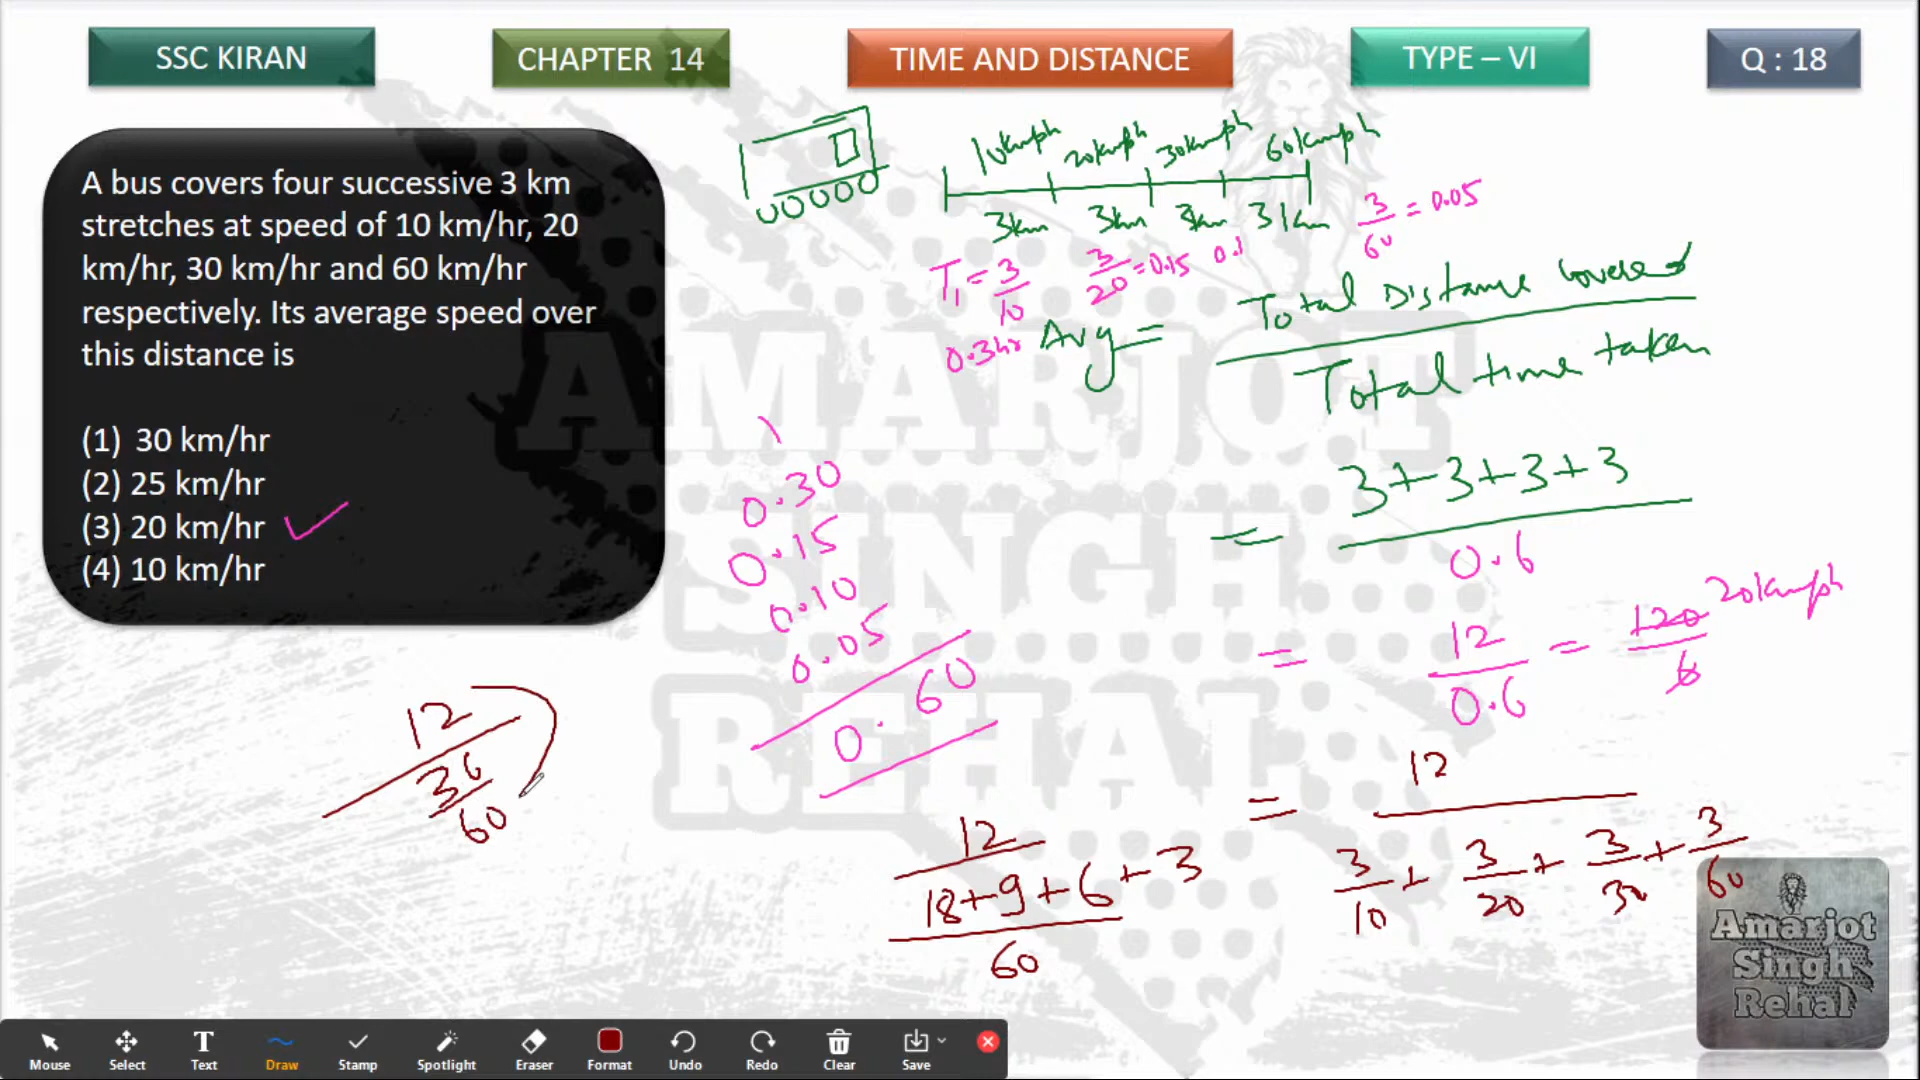 SSC KIRAN
CHAPTER 14
TIME AND DISTANCE
TYPE – VI
Q : 18
A bus covers four successive 3 km
stretches at speed of 10 km/hr, 20
km/hr, 30 km/hr and 60 km/hr
respectively. Its average speed over
this distance is
(1) 30 km/hr
(2) 25 km/hr
(3) 20 km/hr
(4) 10 km/hr
10kmph 20kmph 30kmph 60kmph
3km 3km 3km 3km
T1 = 3/10 3/20 = 0.15 0.1 3/60 = 0.05
0.3hr
Avg = Total Distance covered
Total time taken
= 3+3+3+3
0.6
= 12/0.6 = 120/6 20kmph
0.30
0.15
0.10
0.05
0.60
= 12
3/10 + 3/20 + 3/30 + 3/60
12
18+9+6+3
60
12
36
60
AMARJOT
SINGH
REHAL
Amarjot
Singh
Rehal
Mouse Select Text Draw Stamp Spotlight Eraser Format Undo Redo Clear Save